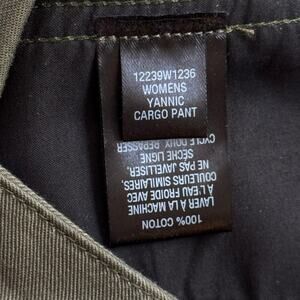 12239W1236
WOMENS
YANNIC
CARGO PANT
100% COTON
LAVER À LA MACHINE
À L'EAU FROIDE AVEC
COULEURS SIMILAIRES,
NE PAS JAVELLISER,
SÉCHÉ LIGNE
CYCLE DOUX, REPASSER